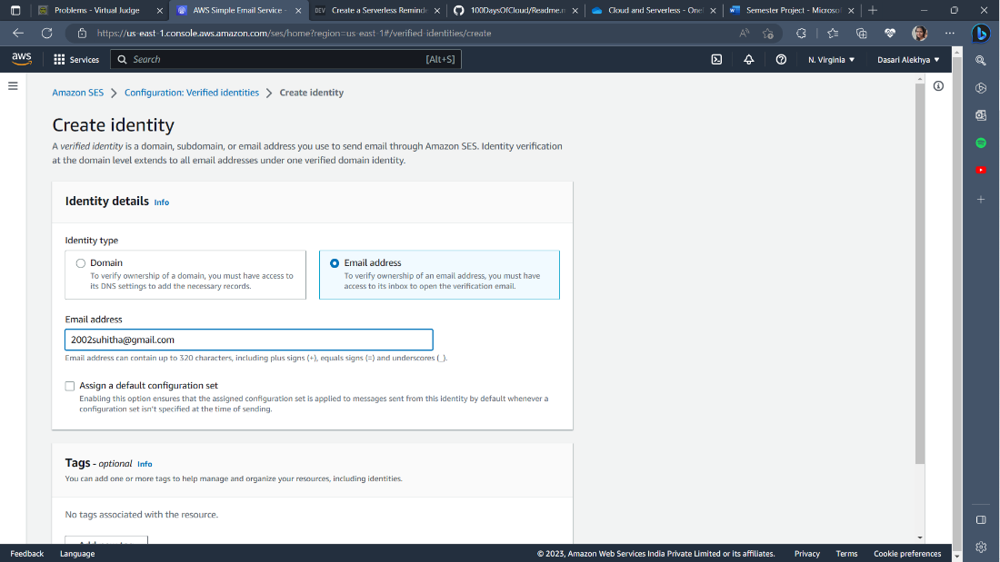 Problems - Virtual Judge
AWS Simple Email Service -
DEV Create a Serverless Reminde
100DaysOfCloud/Readme.m
Cloud and Serverless - One
Semester Project - Microsof
https://us-east-1.console.aws.amazon.com/ses/home?region=us-east-1#/verified-identities/create
aws Services Search [Alt+S] N. Virginia Dasari Alekhya
Amazon SES Configuration: Verified identities Create identity
Create identity
A verified identity is a domain, subdomain, or email address you use to send email through Amazon SES. Identity verification
at the domain level extends to all email addresses under one verified domain identity.
Identity details Info
Identity type
Domain
To verify ownership of a domain, you must have access to
its DNS settings to add the necessary records.
Email address
To verify ownership of an email address, you must have
access to its inbox to open the verification email.
Email address
2002suhitha@gmail.com
Email address can contain up to 320 characters, including plus signs (+), equals signs (=) and underscores (_).
Assign a default configuration set
Enabling this option ensures that the assigned configuration set is applied to messages sent from this identity by default whenever a
configuration set isn't specified at the time of sending.
Tags - optional Info
You can add one or more tags to help manage and organize your resources, including identities.
No tags associated with the resource.
Feedback Language © 2023, Amazon Web Services India Private Limited or its affiliates. Privacy Terms Cookie preferences